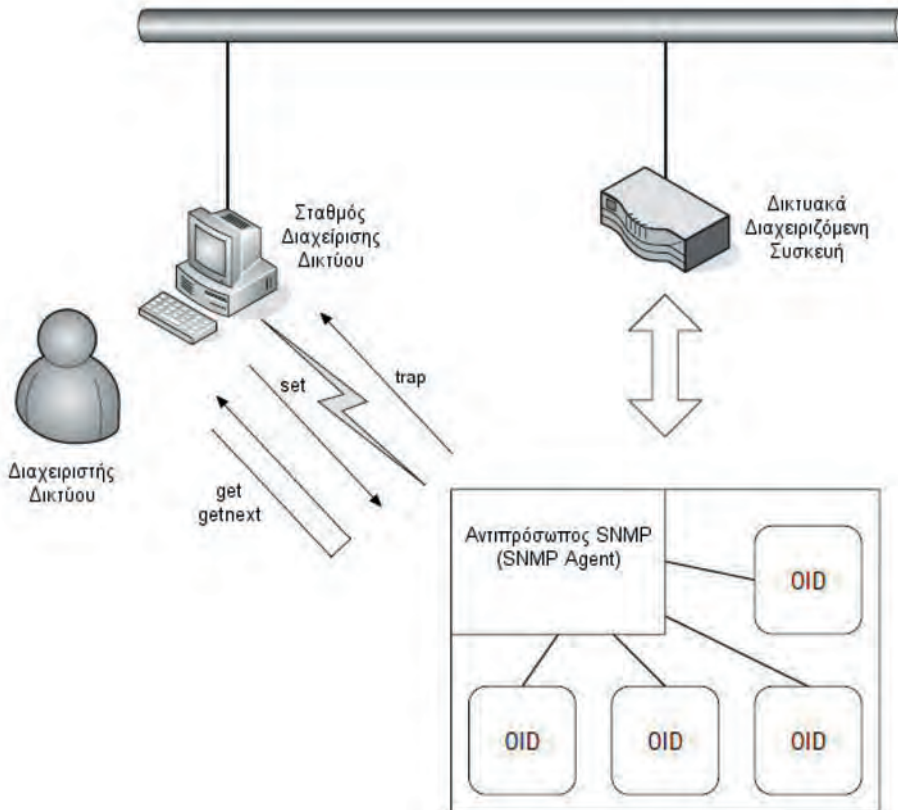 Σταθμός
Διαχείρισης
Δικτύου
Δικτυακά
Διαχειριζόμενη
Συσκευή
set
trap
Διαχειριστής
Δικτύου
get
getnext
Αντιπρόσωπος SNMP
(SNMP Agent)
OID
OID
OID
OID